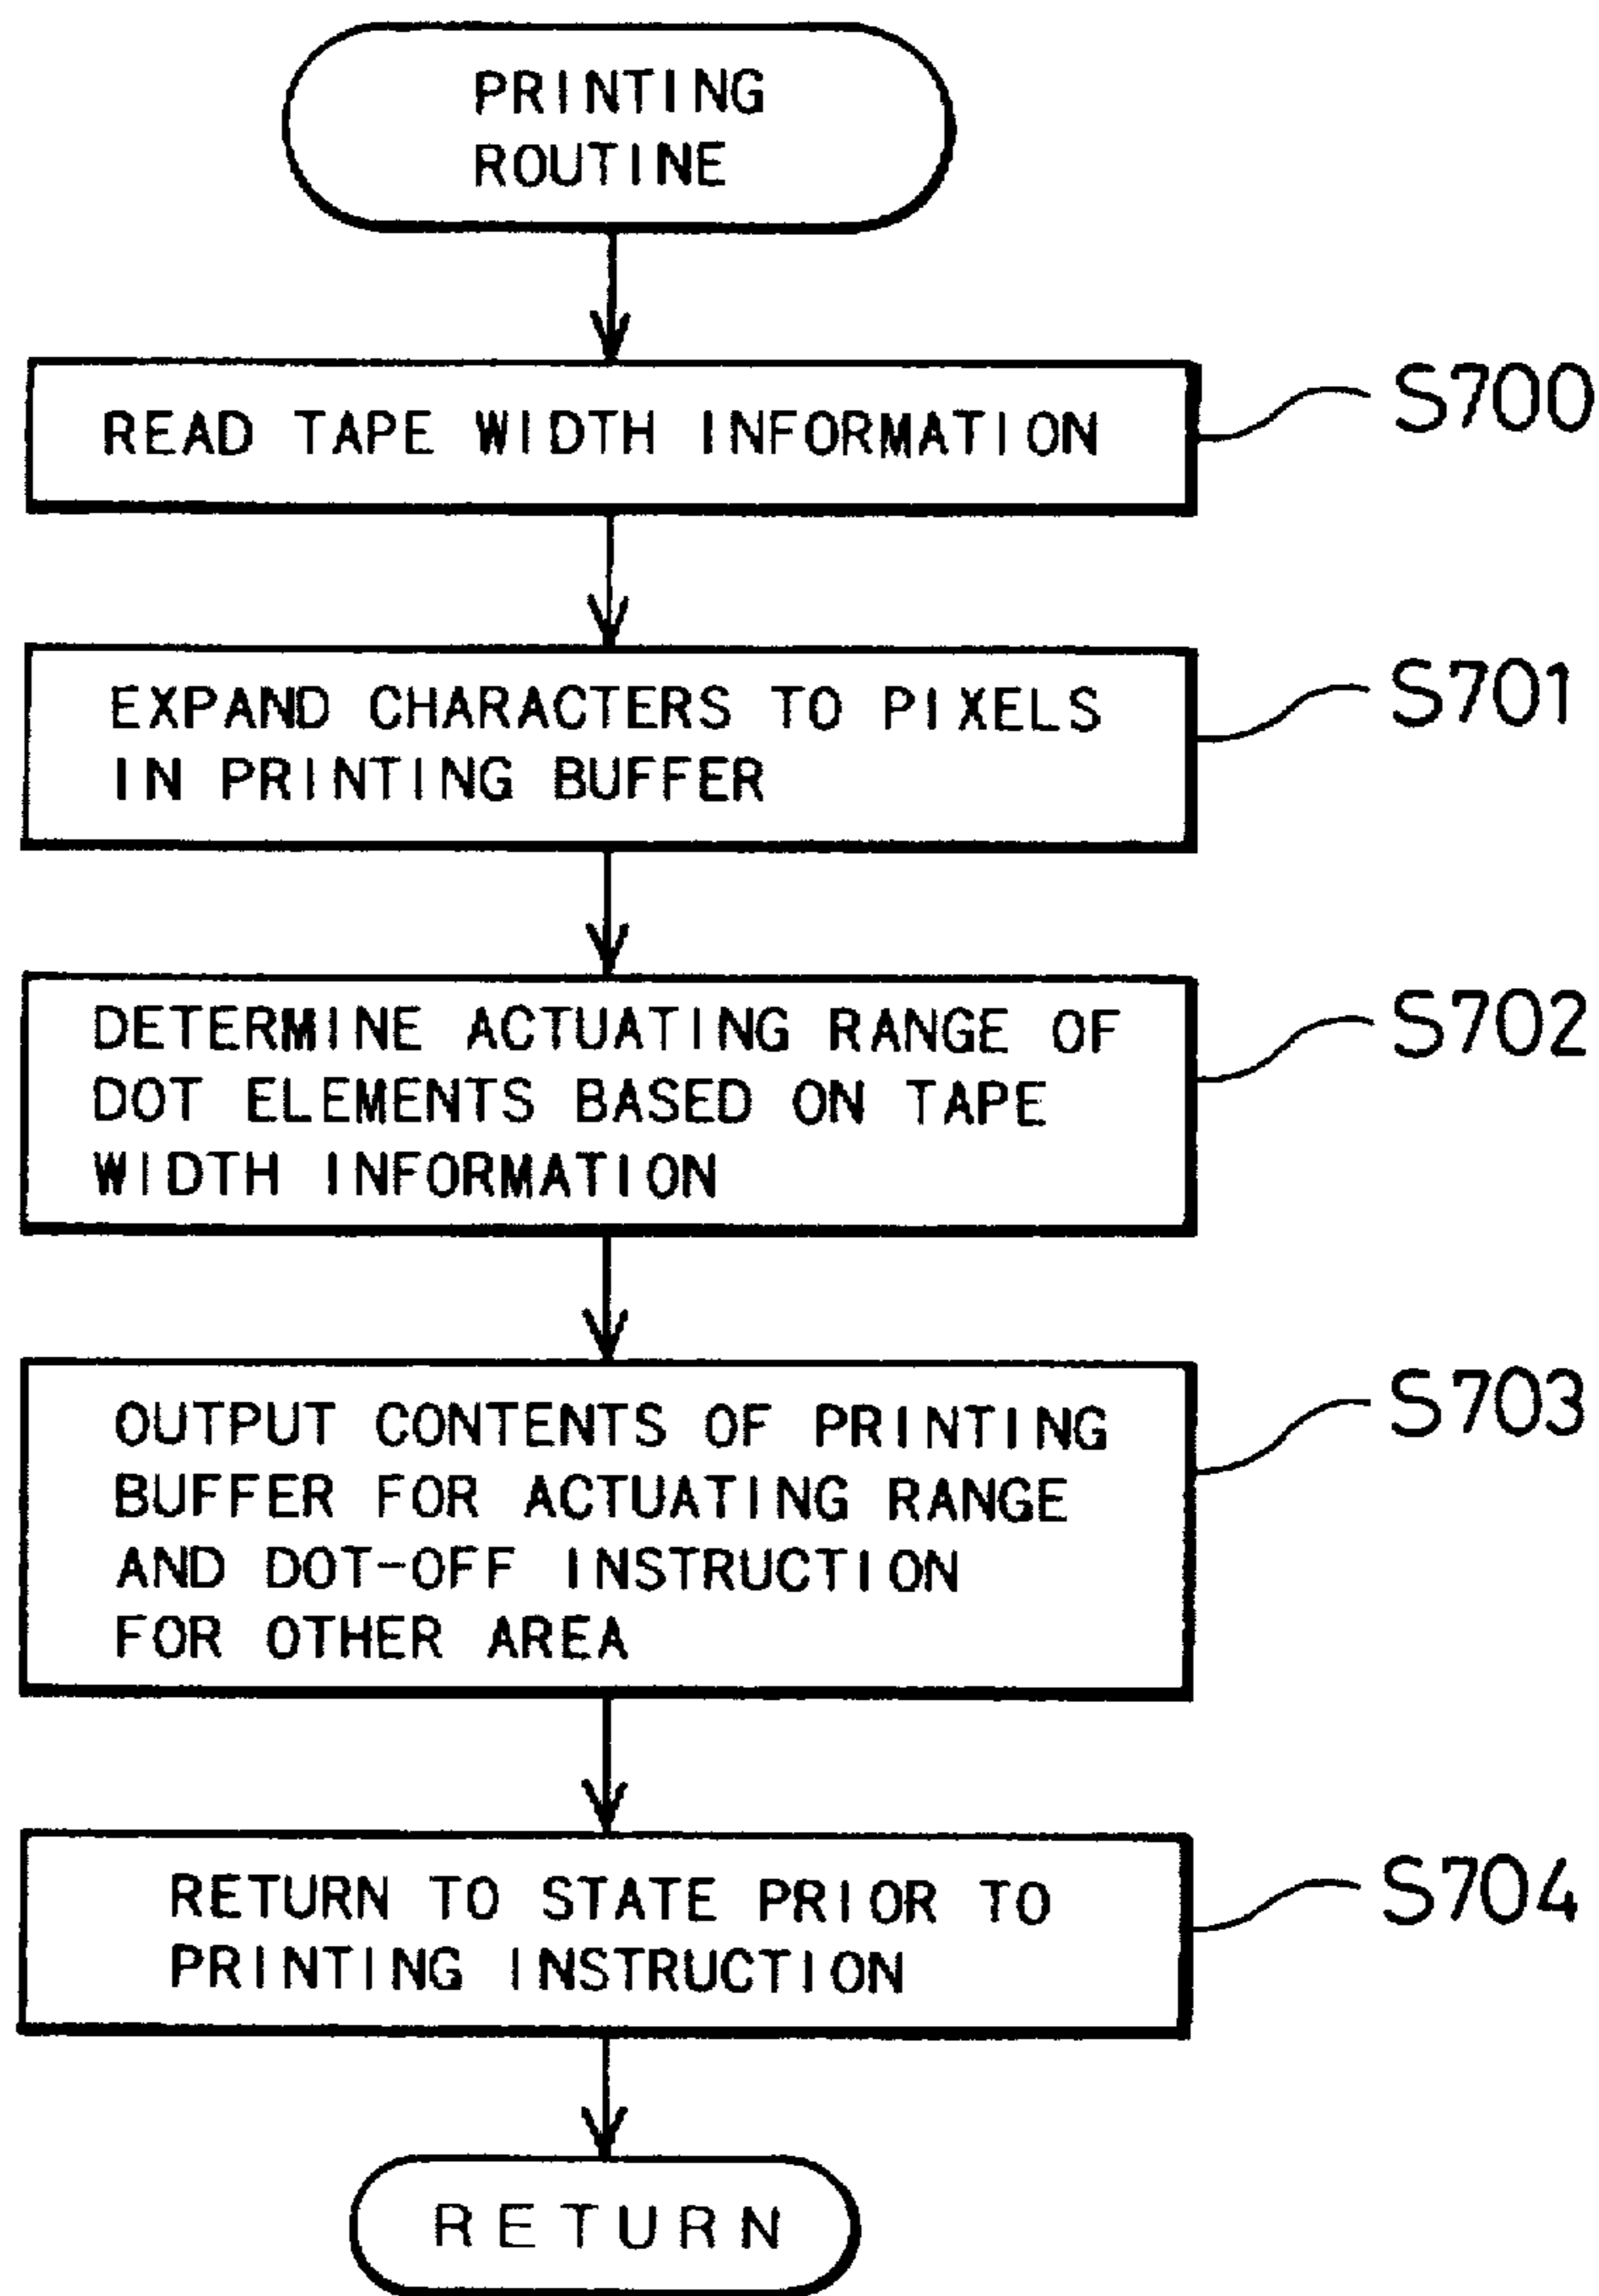 PRINTING
ROUTINE
READ TAPE WIDTH INFORMATION
S700
EXPAND CHARACTERS TO PIXELS
IN PRINTING BUFFER
S701
DETERMINE ACTUATING RANGE OF
DOT ELEMENTS BASED ON TAPE
WIDTH INFORMATION
S702
OUTPUT CONTENTS OF PRINTING
BUFFER FOR ACTUATING RANGE
AND DOT-OFF INSTRUCTION
FOR OTHER AREA
S703
RETURN TO STATE PRIOR TO
PRINTING INSTRUCTION
S704
RETURN